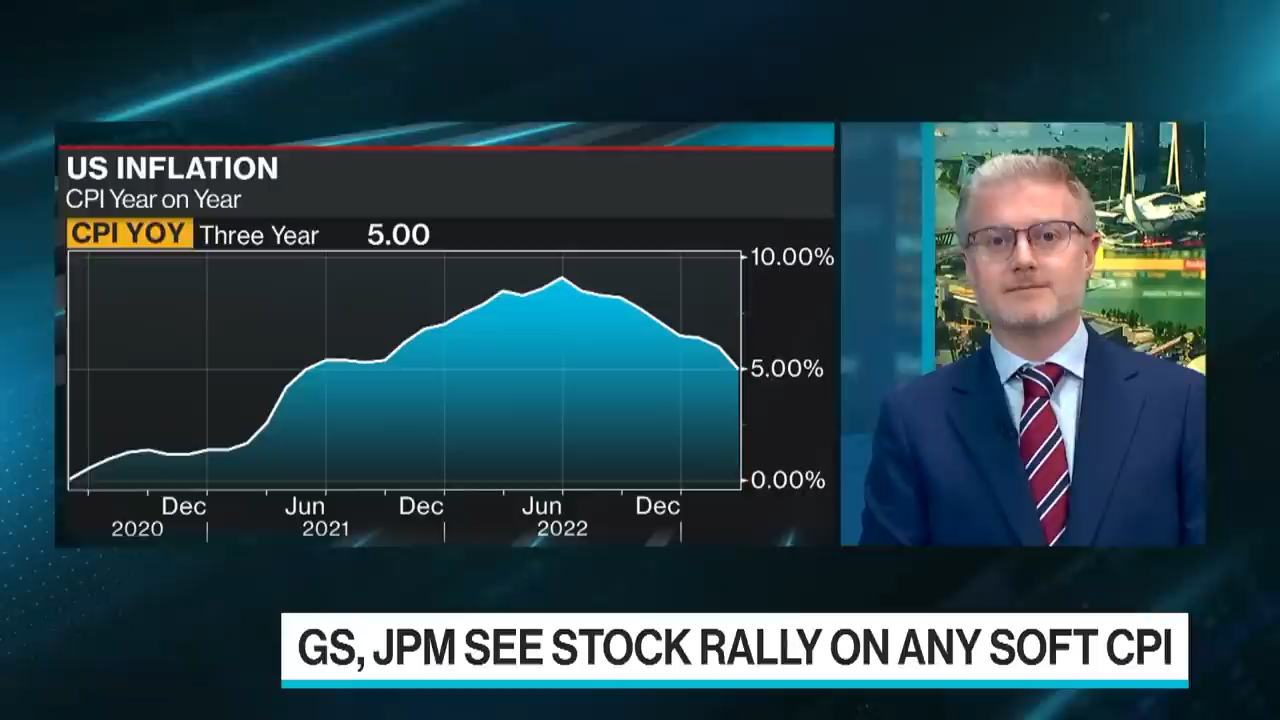 US INFLATION
CPI Year on Year
CPI YOY Three Year 5.00
10.00%
5.00%
0.00%
Dec Jun Dec Jun Dec
2020 2021 2022
GS, JPM SEE STOCK RALLY ON ANY SOFT CPI